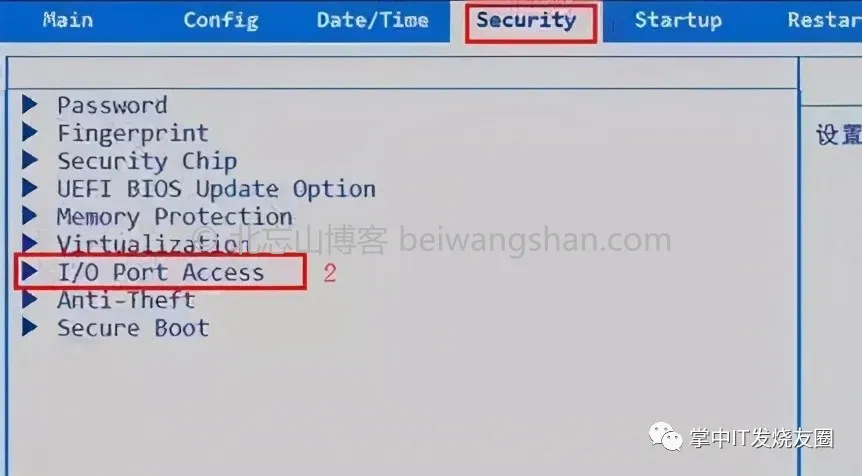 Main Config Date/Time Security Startup Restar
Password
设置
Fingerprint
Security Chip
UEFI BIOS Update Option
Memory Protection
Virtualization
© 北忘山博客 beiwangshan.com
I/O Port Access 2
Anti-Theft
Secure Boot
掌中IT发烧友圈